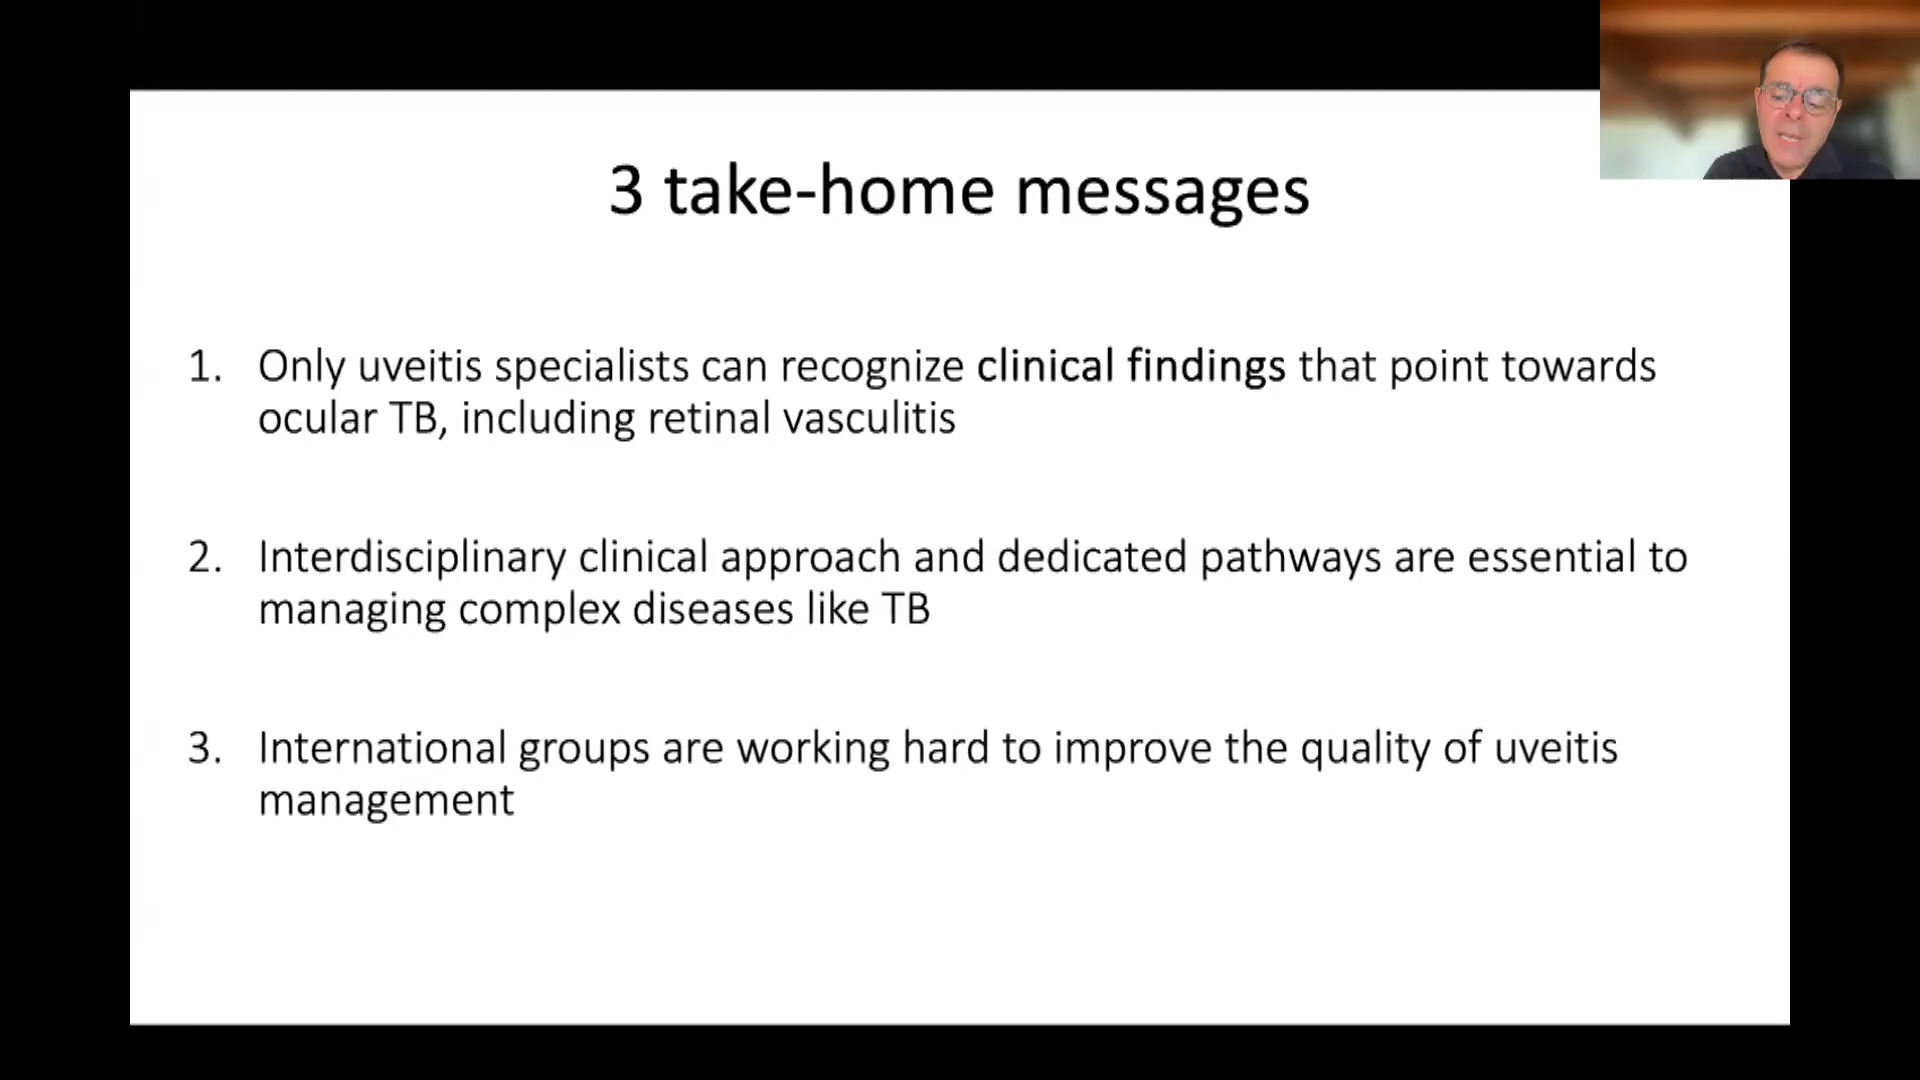 3 take-home messages
1. Only uveitis specialists can recognize clinical findings that point towards
ocular TB, including retinal vasculitis
2. Interdisciplinary clinical approach and dedicated pathways are essential to
managing complex diseases like TB
3. International groups are working hard to improve the quality of uveitis
management